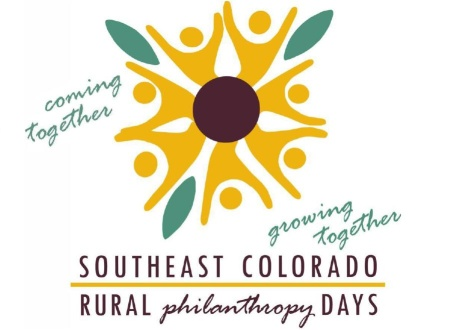 coming
together
growing
together
SOUTHEAST COLORADO
RURAL philanthropy DAYS